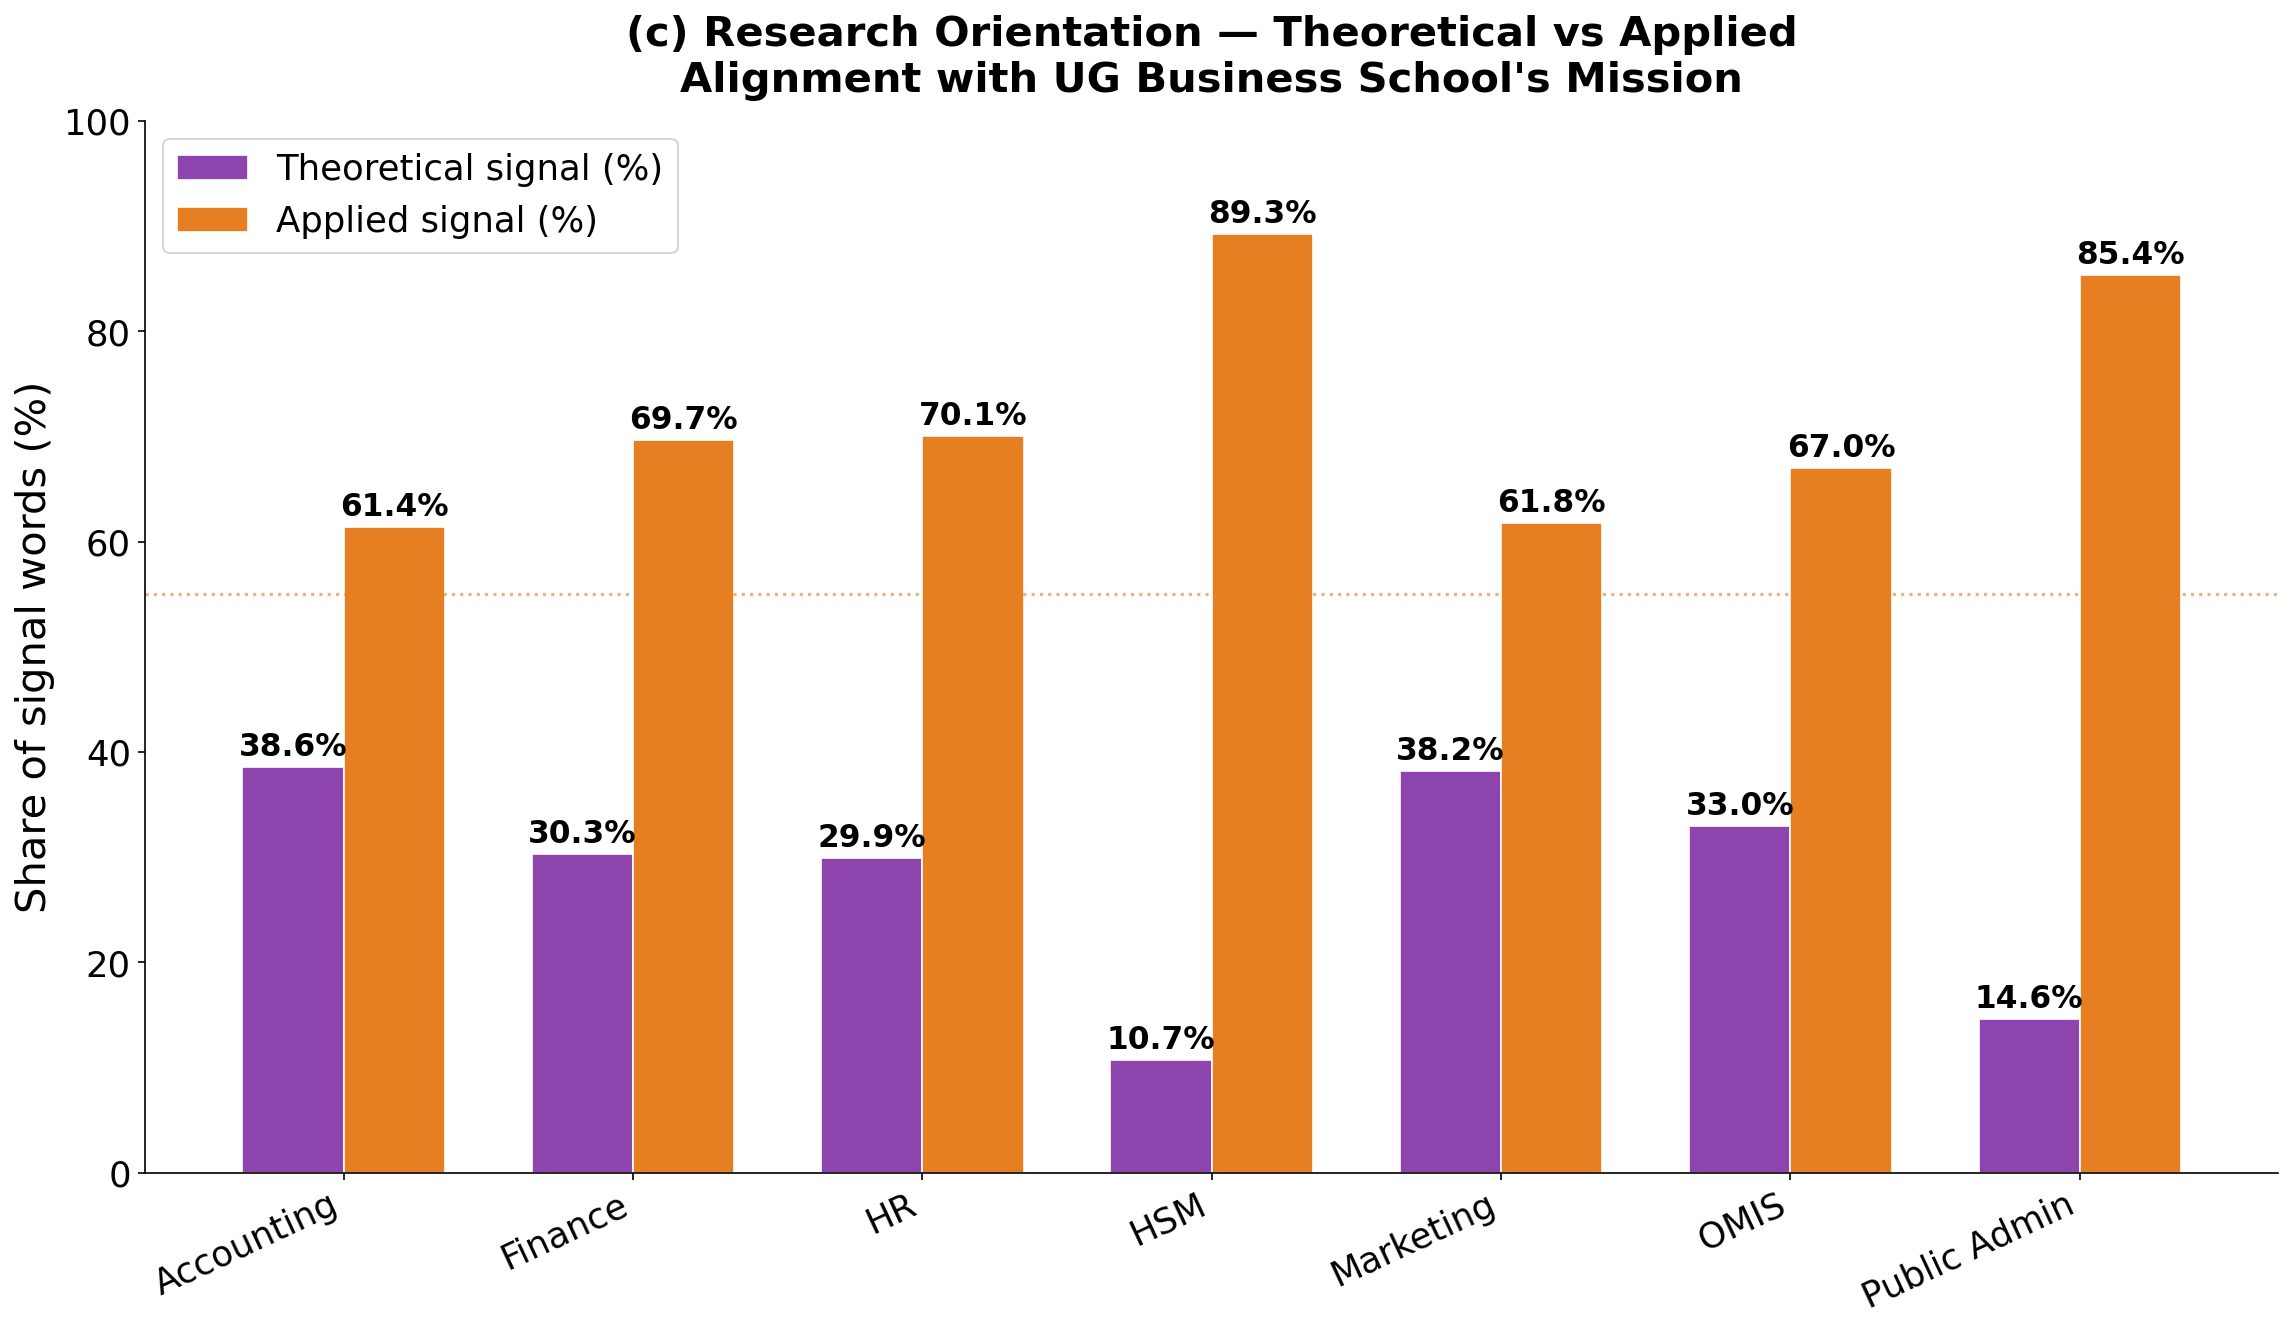 (c) Research Orientation — Theoretical vs Applied
Alignment with UG Business School's Mission
Share of signal words (%)
100
80
60
40
20
0
Theoretical signal (%)
Applied signal (%)
38.6%
61.4%
30.3%
69.7%
29.9%
70.1%
10.7%
89.3%
38.2%
61.8%
33.0%
67.0%
14.6%
85.4%
Accounting
Finance
HR
HSM
Marketing
OMIS
Public Admin